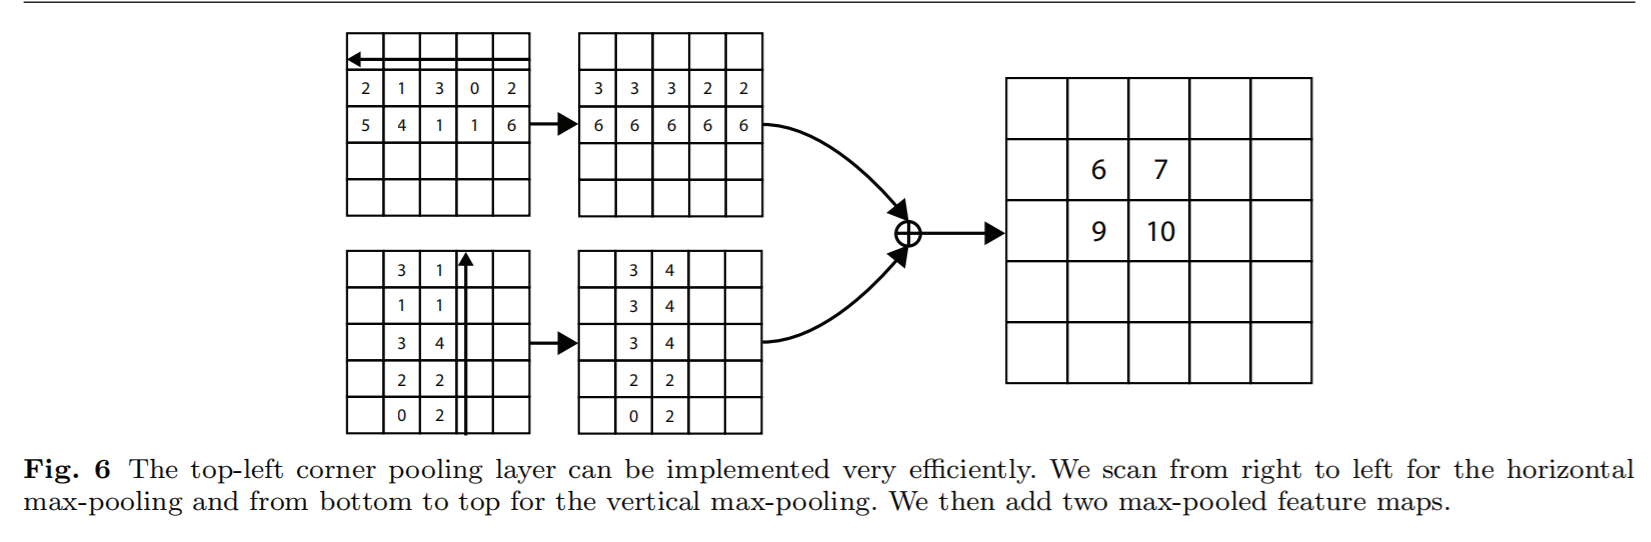 2 1 3 0 2
5 4 1 1 6
3 3 3 2 2
6 6 6 6 6
3 1
1 1
3 4
2 2
0 2
3 4
3 4
3 4
2 2
0 2
6 7
9 10
Fig. 6 The top-left corner pooling layer can be implemented very efficiently. We scan from right to left for the horizontal
max-pooling and from bottom to top for the vertical max-pooling. We then add two max-pooled feature maps.